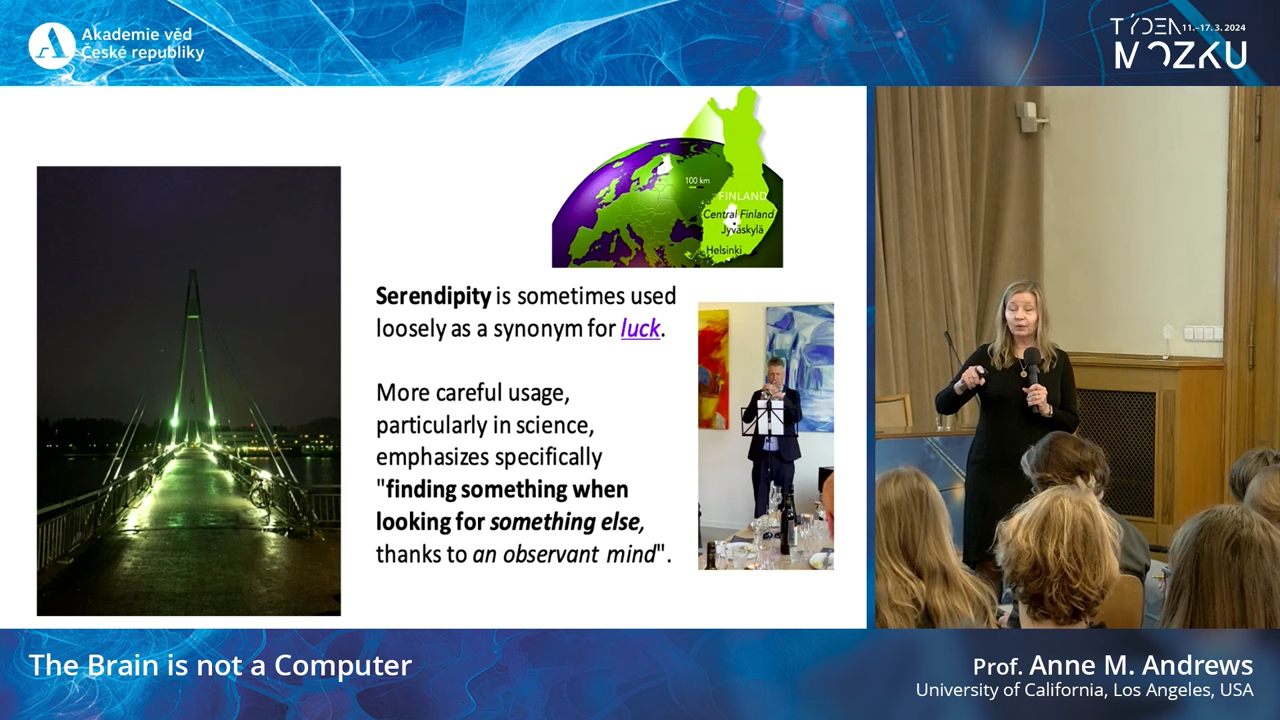 Akademie věd
České republiky
TÝDEN 11.–17. 3. 2024
MOZKU
100 km
FINLAND
Central Finland
Jyväskylä
Helsinki
Serendipity is sometimes used
loosely as a synonym for luck.
More careful usage,
particularly in science,
emphasizes specifically
"finding something when
looking for something else,
thanks to an observant mind".
The Brain is not a Computer
Prof. Anne M. Andrews
University of California, Los Angeles, USA